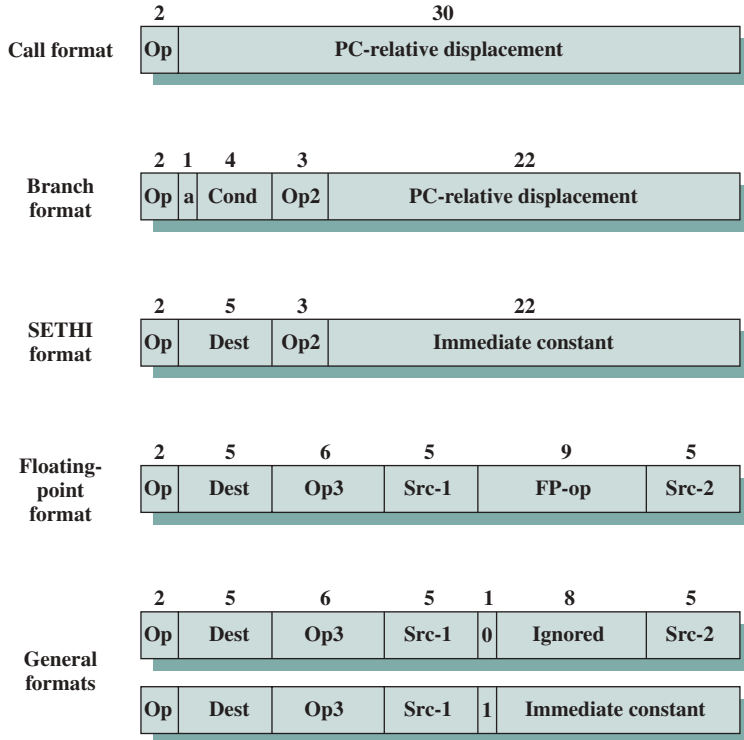 2 30
Call format Op PC-relative displacement
2 1 4 3 22
Branch format Op a Cond Op2 PC-relative displacement
2 5 3 22
SETHI format Op Dest Op2 Immediate constant
2 5 6 5 9 5
Floating-point format Op Dest Op3 Src-1 FP-op Src-2
2 5 6 5 1 8 5
Op Dest Op3 Src-1 0 Ignored Src-2
General formats
Op Dest Op3 Src-1 1 Immediate constant